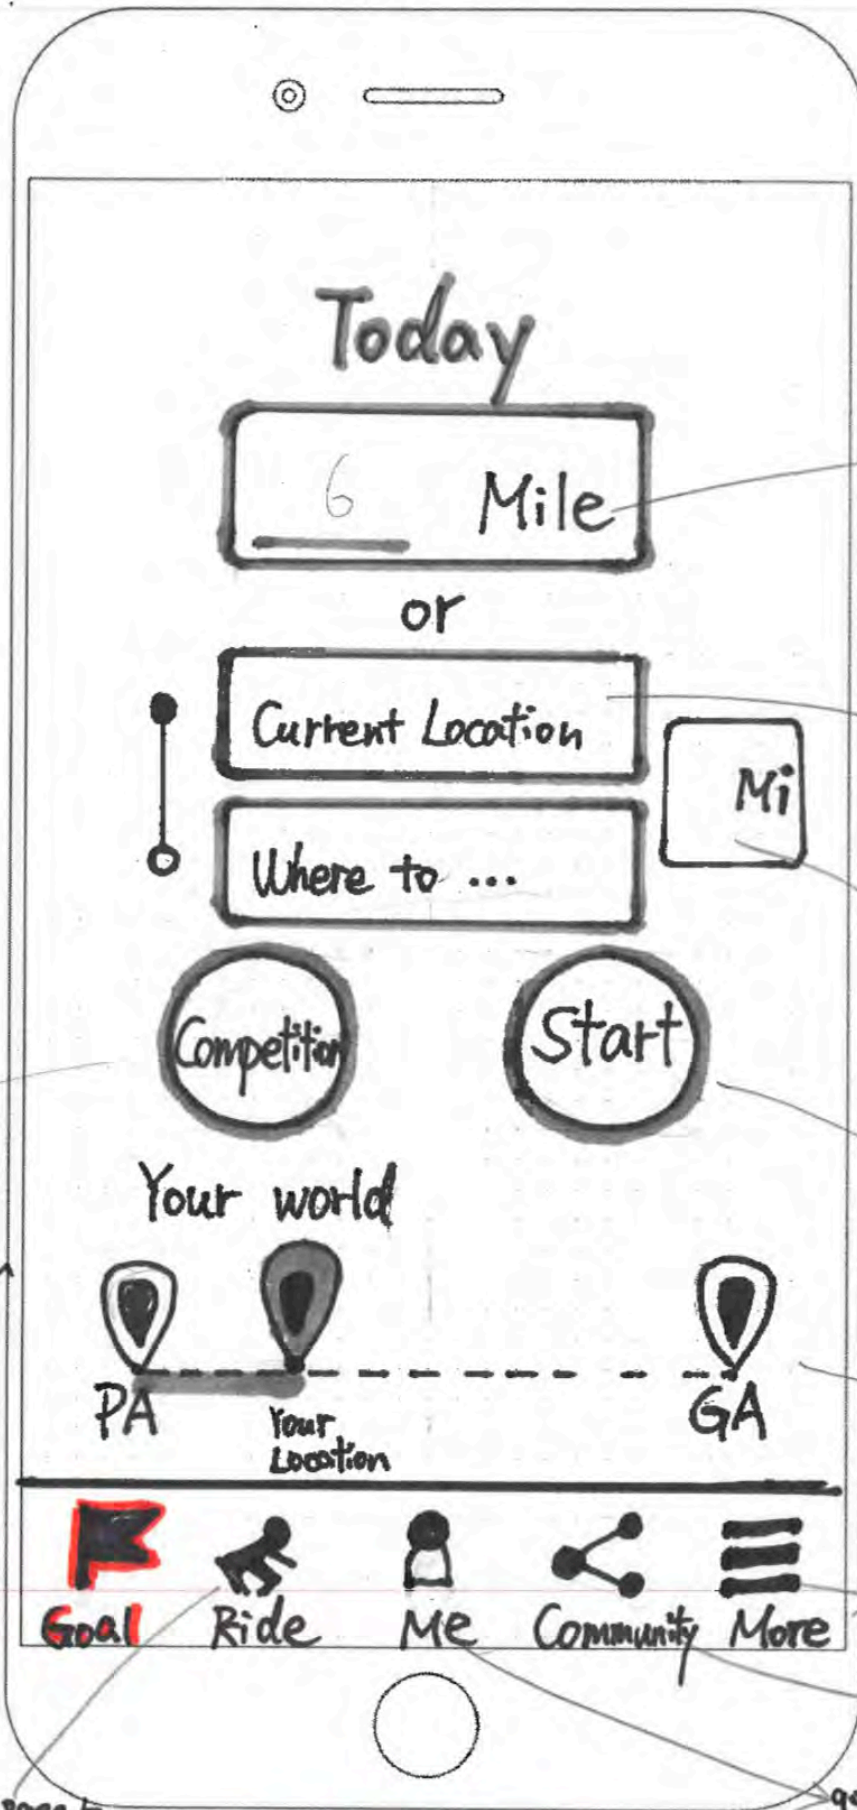 Today
6 Mile
or
Current Location
Mi
Where to ...
Competition
Start
Your world
PA
Your
Location
GA
Goal Ride Me Community More